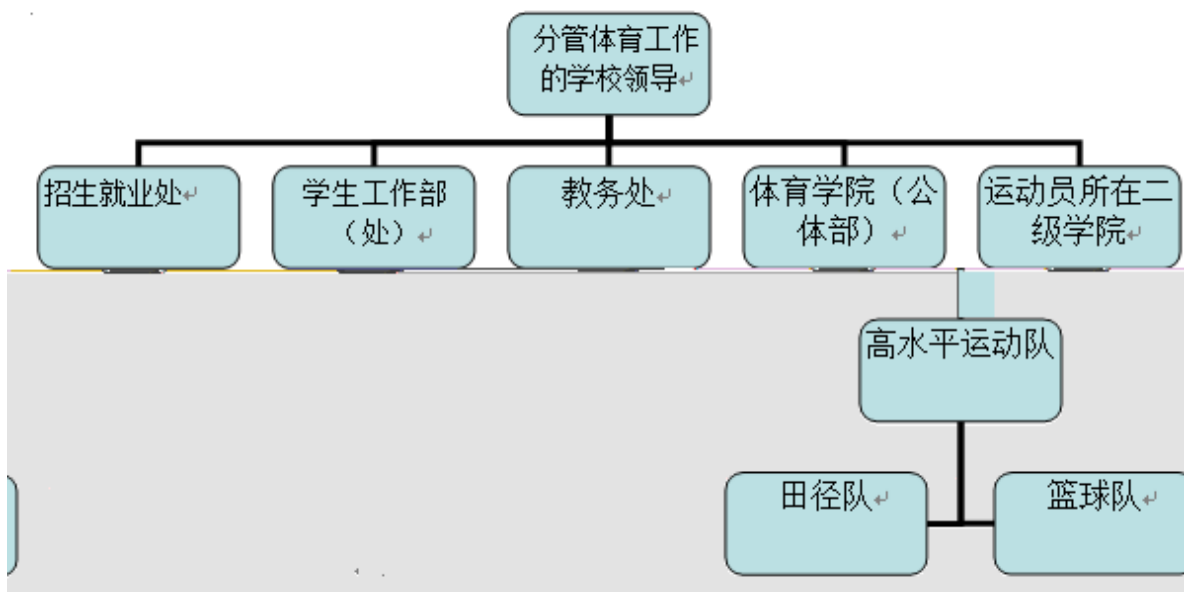 分管体育工作
的学校领导
招生就业处
学生工作部
（处）
教务处
体育学院（公
体部）
运动员所在二
级学院
高水平运动队
田径队
篮球队